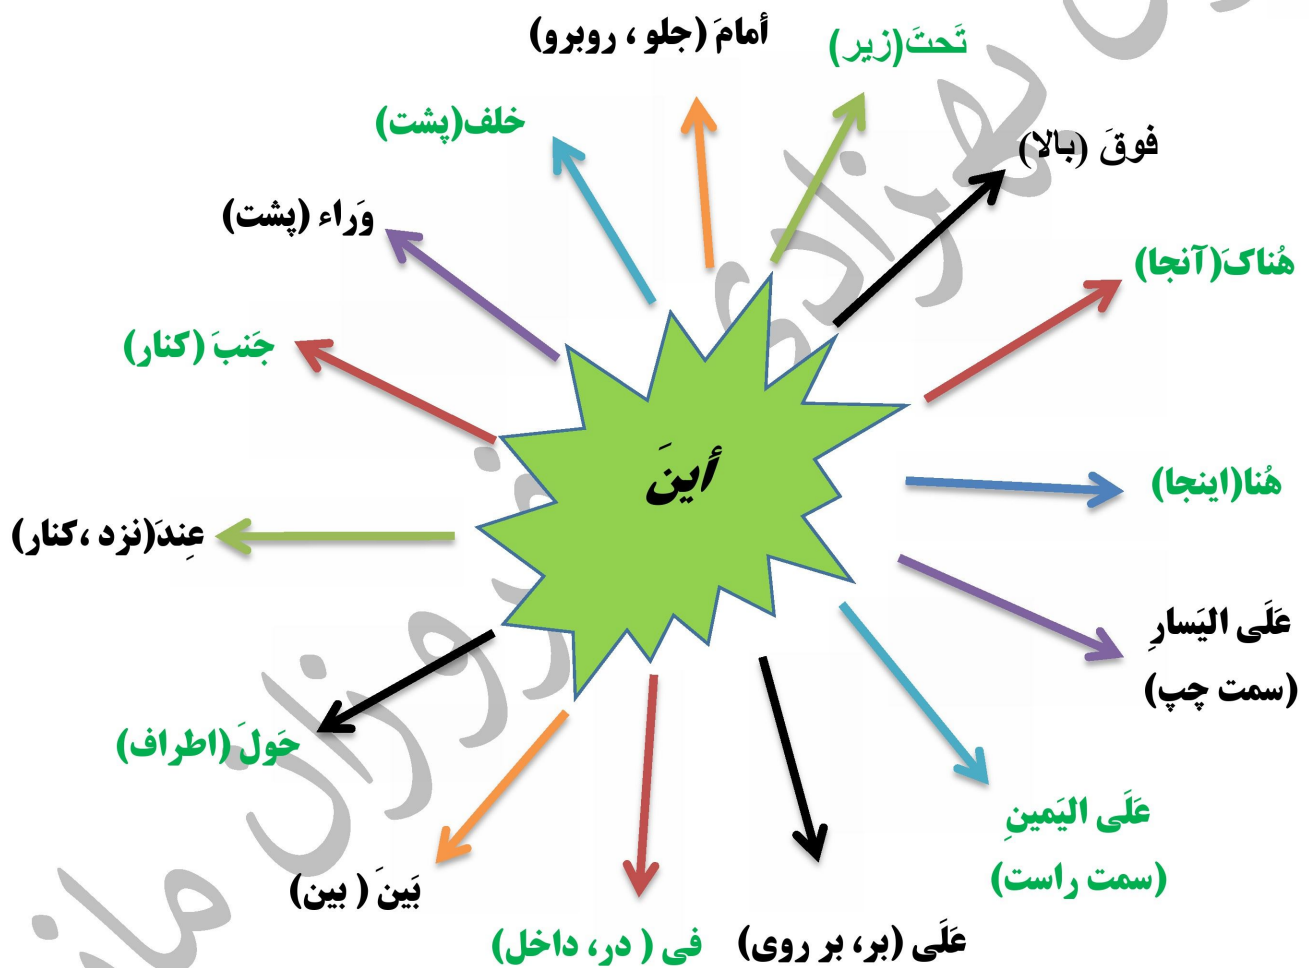 أمامَ (جلو ، روبرو)
تَحتَ(زیر)
خلف(پشت)
فوقَ (بالا)
وَراء (پشت)
هُناکَ(آنجا)
جَنبَ (کنار)
أینَ
هُنا(اینجا)
عِندَ(نزد ،کنار)
عَلَی الیَسارِ
(سمت چپ)
حَولَ (اطراف)
عَلَی الیَمینِ
(سمت راست)
بَینَ ( بین)
عَلَی (بر، بر روی)
فی ( در، داخل)